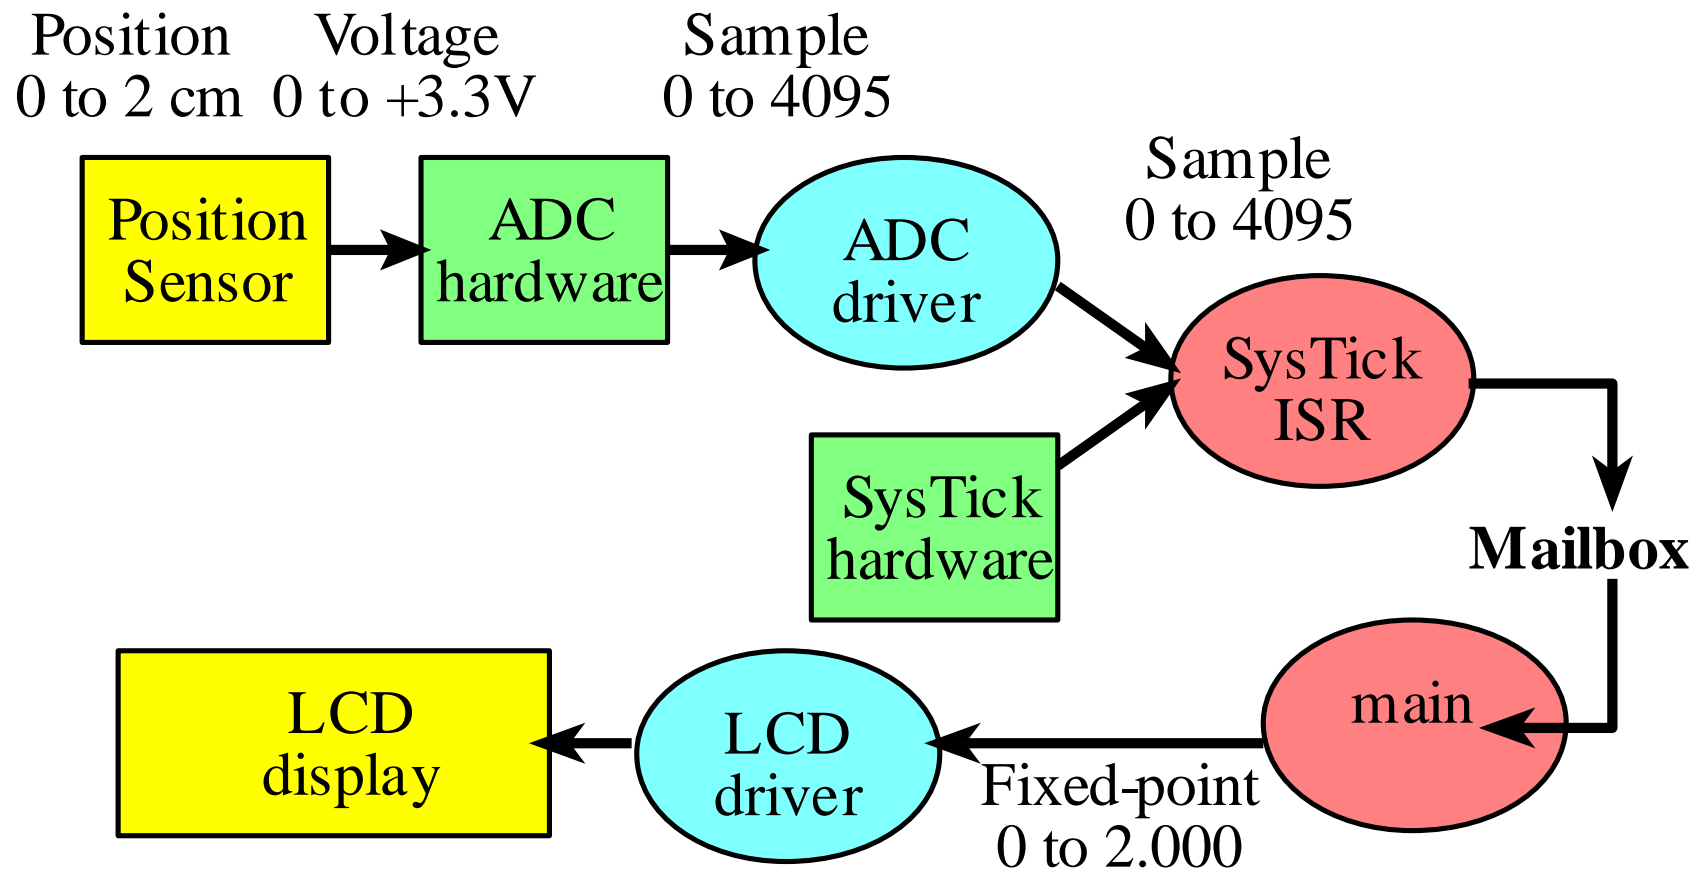 Position
0 to 2 cm
Voltage
0 to +3.3V
Sample
0 to 4095
Sample
0 to 4095
Position
Sensor
ADC
hardware
ADC
driver
SysTick
ISR
SysTick
hardware
Mailbox
main
LCD
display
LCD
driver
Fixed-point
0 to 2.000